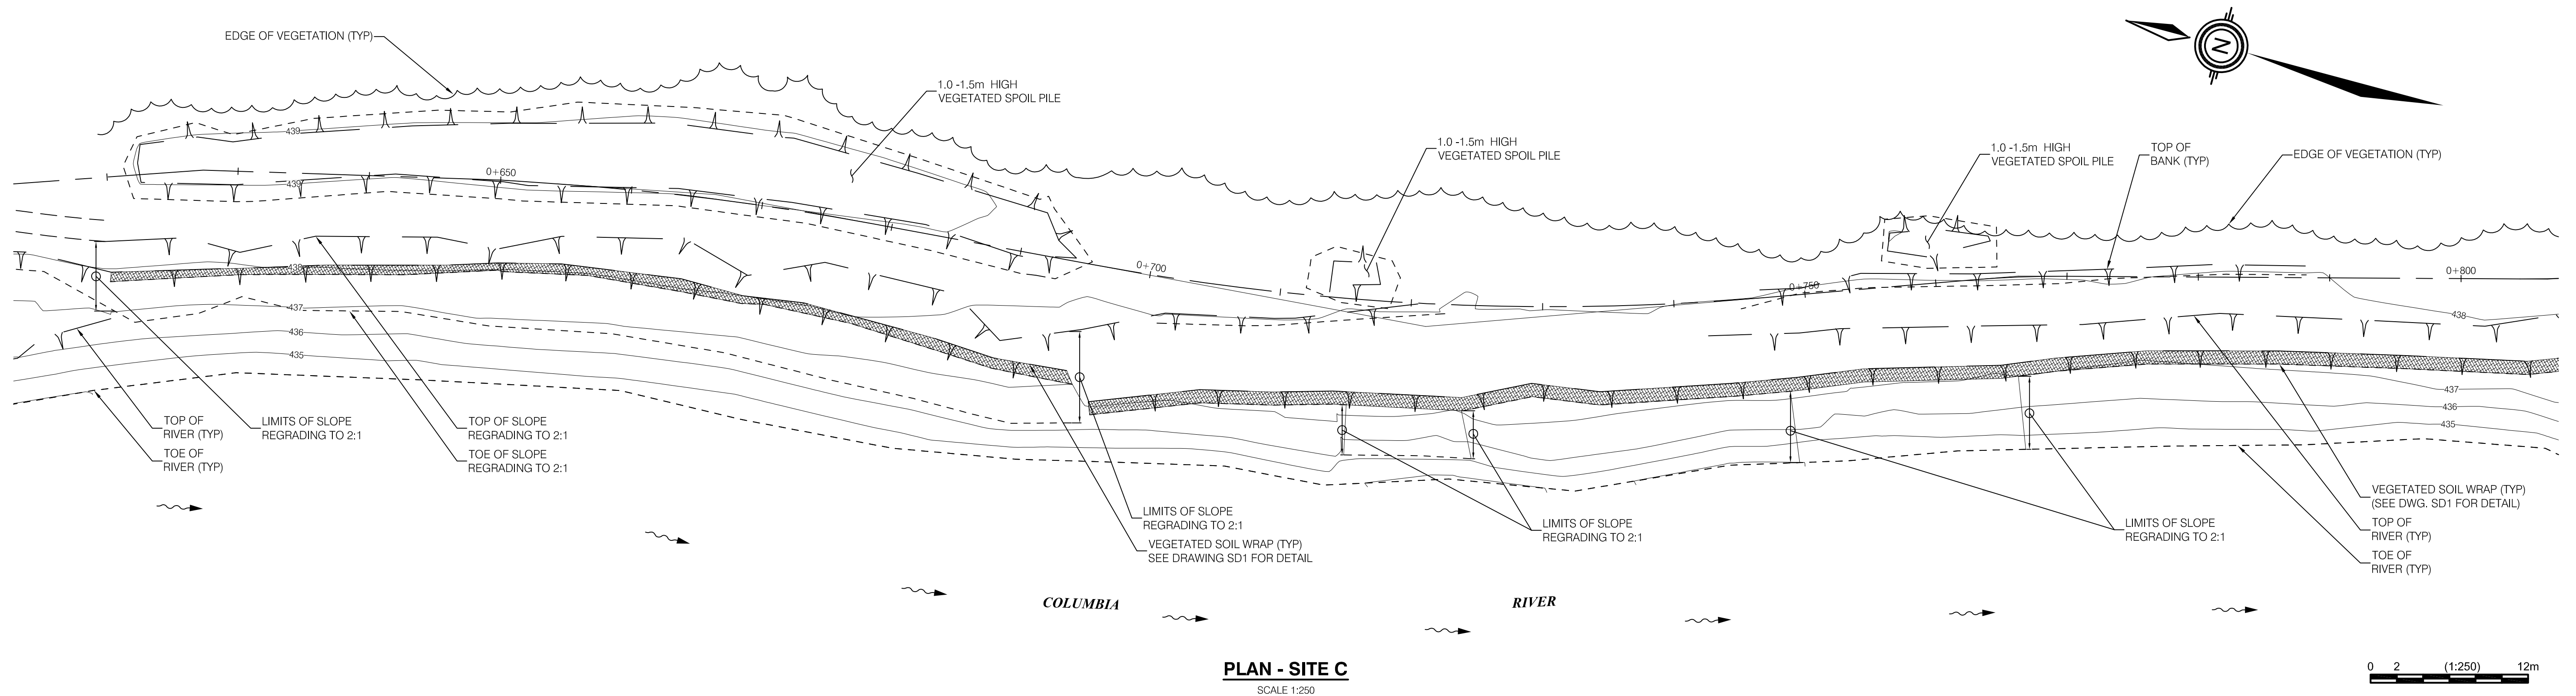 EDGE OF VEGETATION (TYP)
1.0 -1.5m HIGH
VEGETATED SPOIL PILE
1.0 -1.5m HIGH
VEGETATED SPOIL PILE
1.0 -1.5m HIGH
VEGETATED SPOIL PILE
TOP OF
BANK (TYP)
EDGE OF VEGETATION (TYP)
N
439
439
0+650
0+700
0+750
0+800
438
437
436
435
438
437
436
435
TOP OF
RIVER (TYP)
TOE OF
RIVER (TYP)
LIMITS OF SLOPE
REGRADING TO 2:1
TOP OF SLOPE
REGRADING TO 2:1
TOE OF SLOPE
REGRADING TO 2:1
LIMITS OF SLOPE
REGRADING TO 2:1
VEGETATED SOIL WRAP (TYP)
SEE DRAWING SD1 FOR DETAIL
LIMITS OF SLOPE
REGRADING TO 2:1
LIMITS OF SLOPE
REGRADING TO 2:1
VEGETATED SOIL WRAP (TYP)
(SEE DWG. SD1 FOR DETAIL)
TOP OF
RIVER (TYP)
TOE OF
RIVER (TYP)
COLUMBIA RIVER
PLAN - SITE C
SCALE 1:250
0 2 (1:250) 12m